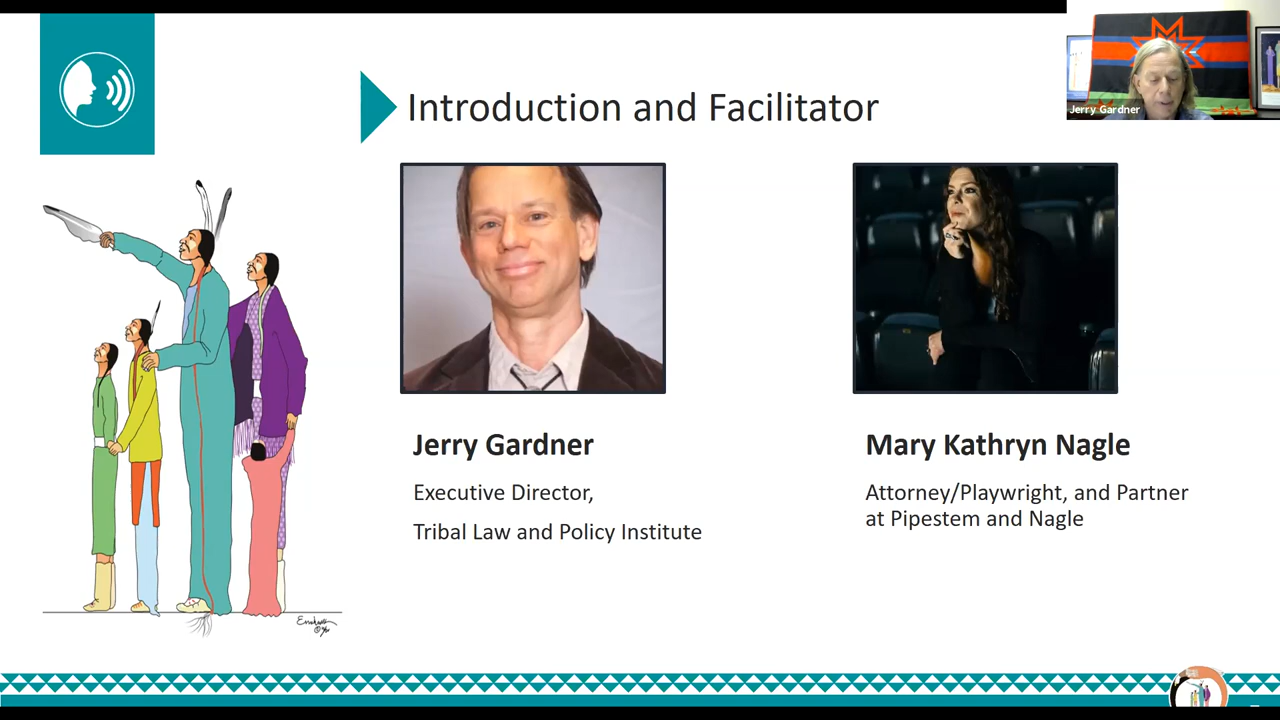 Introduction and Facilitator
Jerry Gardner
Jerry Gardner
Executive Director,
Tribal Law and Policy Institute
Mary Kathryn Nagle
Attorney/Playwright, and Partner
at Pipestem and Nagle